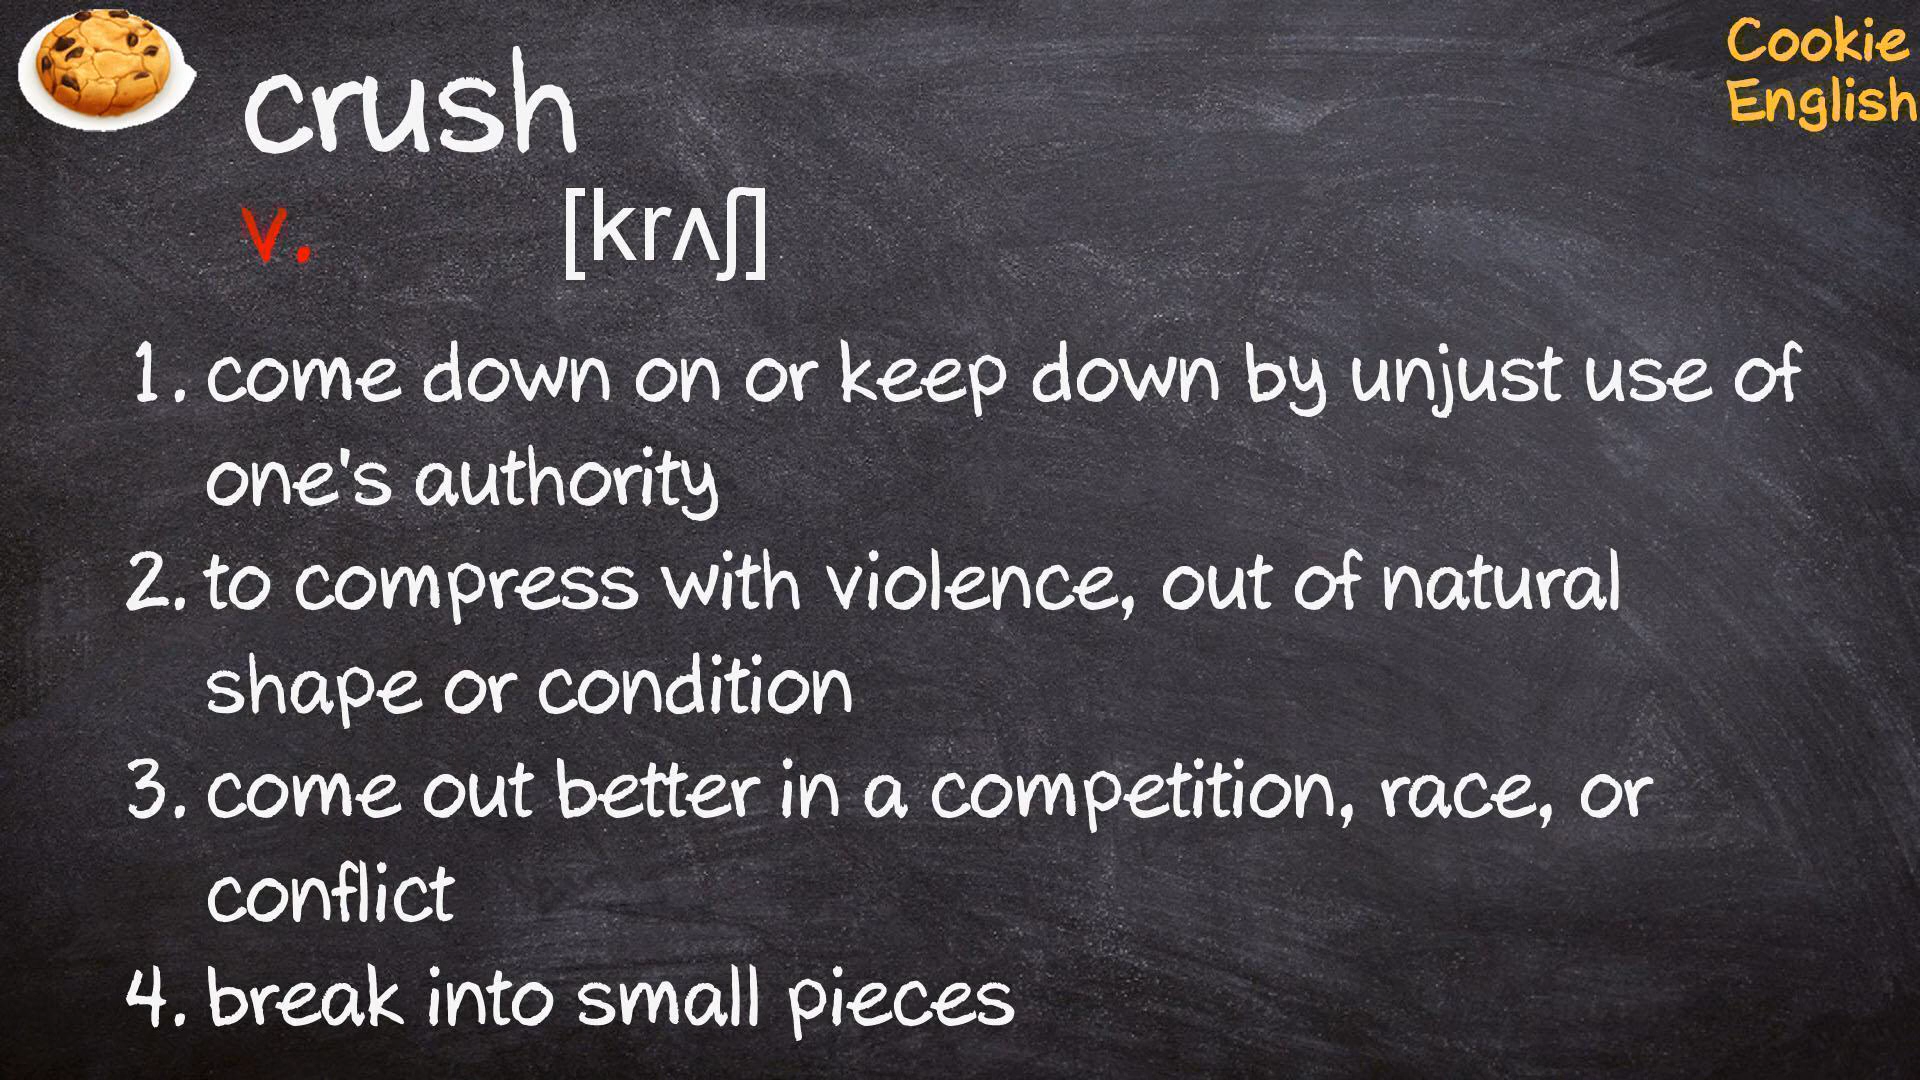 crush
Cookie
English
v. [krʌʃ]
1. come down on or keep down by unjust use of
one's authority
2. to compress with violence, out of natural
shape or condition
3. come out better in a competition, race, or
conflict
4. break into small pieces